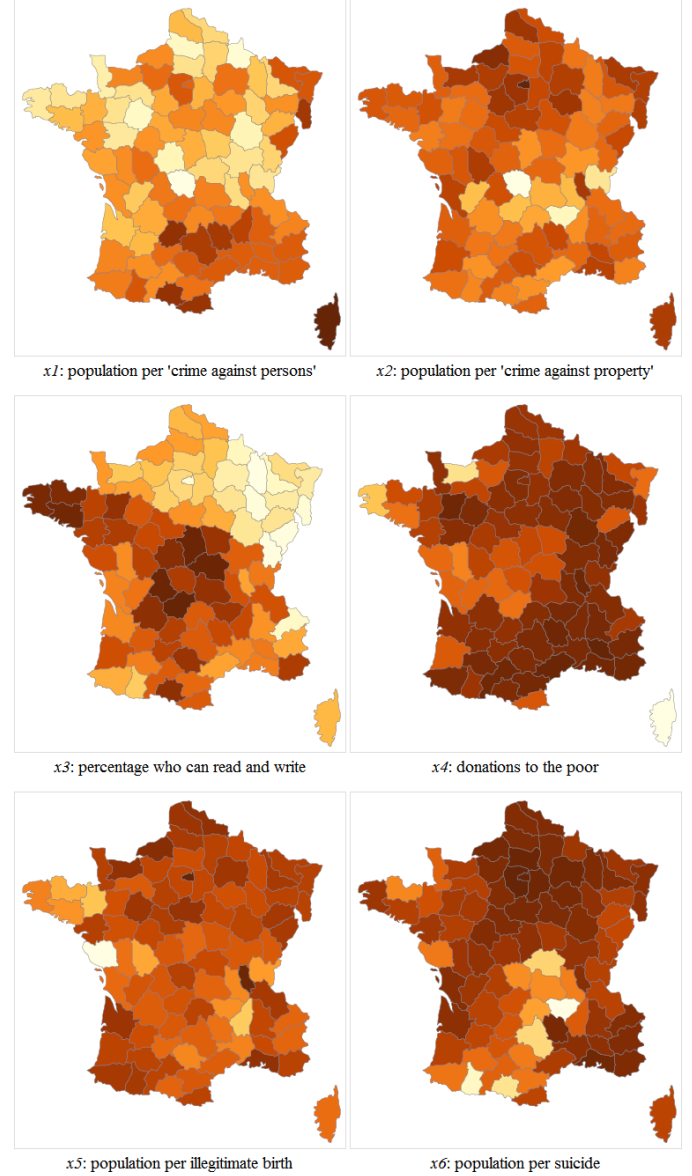 x1: population per 'crime against persons'
x2: population per 'crime against property'
x3: percentage who can read and write
x4: donations to the poor
x5: population per illegitimate birth
x6: population per suicide